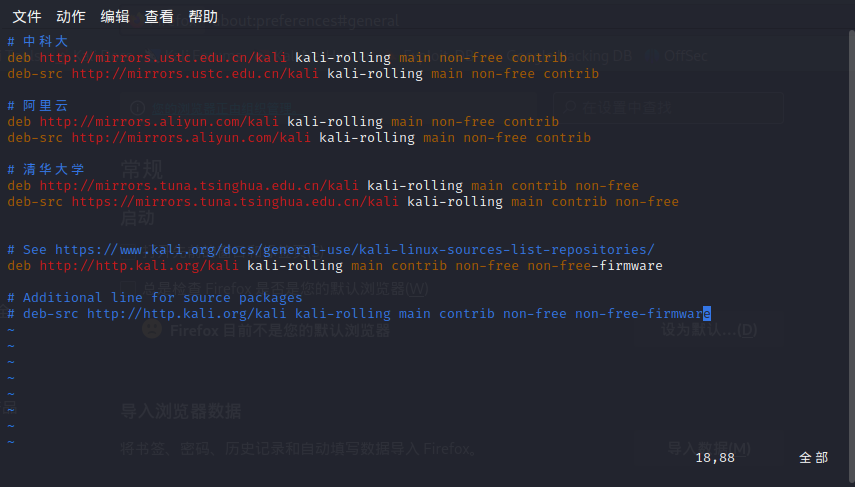 文件 动作 编辑 查看 帮助
# 中科大
deb http://mirrors.ustc.edu.cn/kali kali-rolling main non-free contrib
deb-src http://mirrors.ustc.edu.cn/kali kali-rolling main non-free contrib
# 阿里云
deb http://mirrors.aliyun.com/kali kali-rolling main non-free contrib
deb-src http://mirrors.aliyun.com/kali kali-rolling main non-free contrib
# 清华大学
deb http://mirrors.tuna.tsinghua.edu.cn/kali kali-rolling main contrib non-free
deb-src https://mirrors.tuna.tsinghua.edu.cn/kali kali-rolling main contrib non-free
# See https://www.kali.org/docs/general-use/kali-linux-sources-list-repositories/
deb http://http.kali.org/kali kali-rolling main contrib non-free non-free-firmware
# Additional line for source packages
# deb-src http://http.kali.org/kali kali-rolling main contrib non-free non-free-firmware
~
~
~
~
~
~
~
~
18,88 全部
about:preferences#general
OffSec
在设置中查找
常规
启动
总是检查 Firefox 是否是您的默认浏览器(W)
Firefox 目前不是您的默认浏览器
设为默认…(D)
导入浏览器数据
将书签、密码、历史记录和自动填写数据导入 Firefox。
导入数据(M)